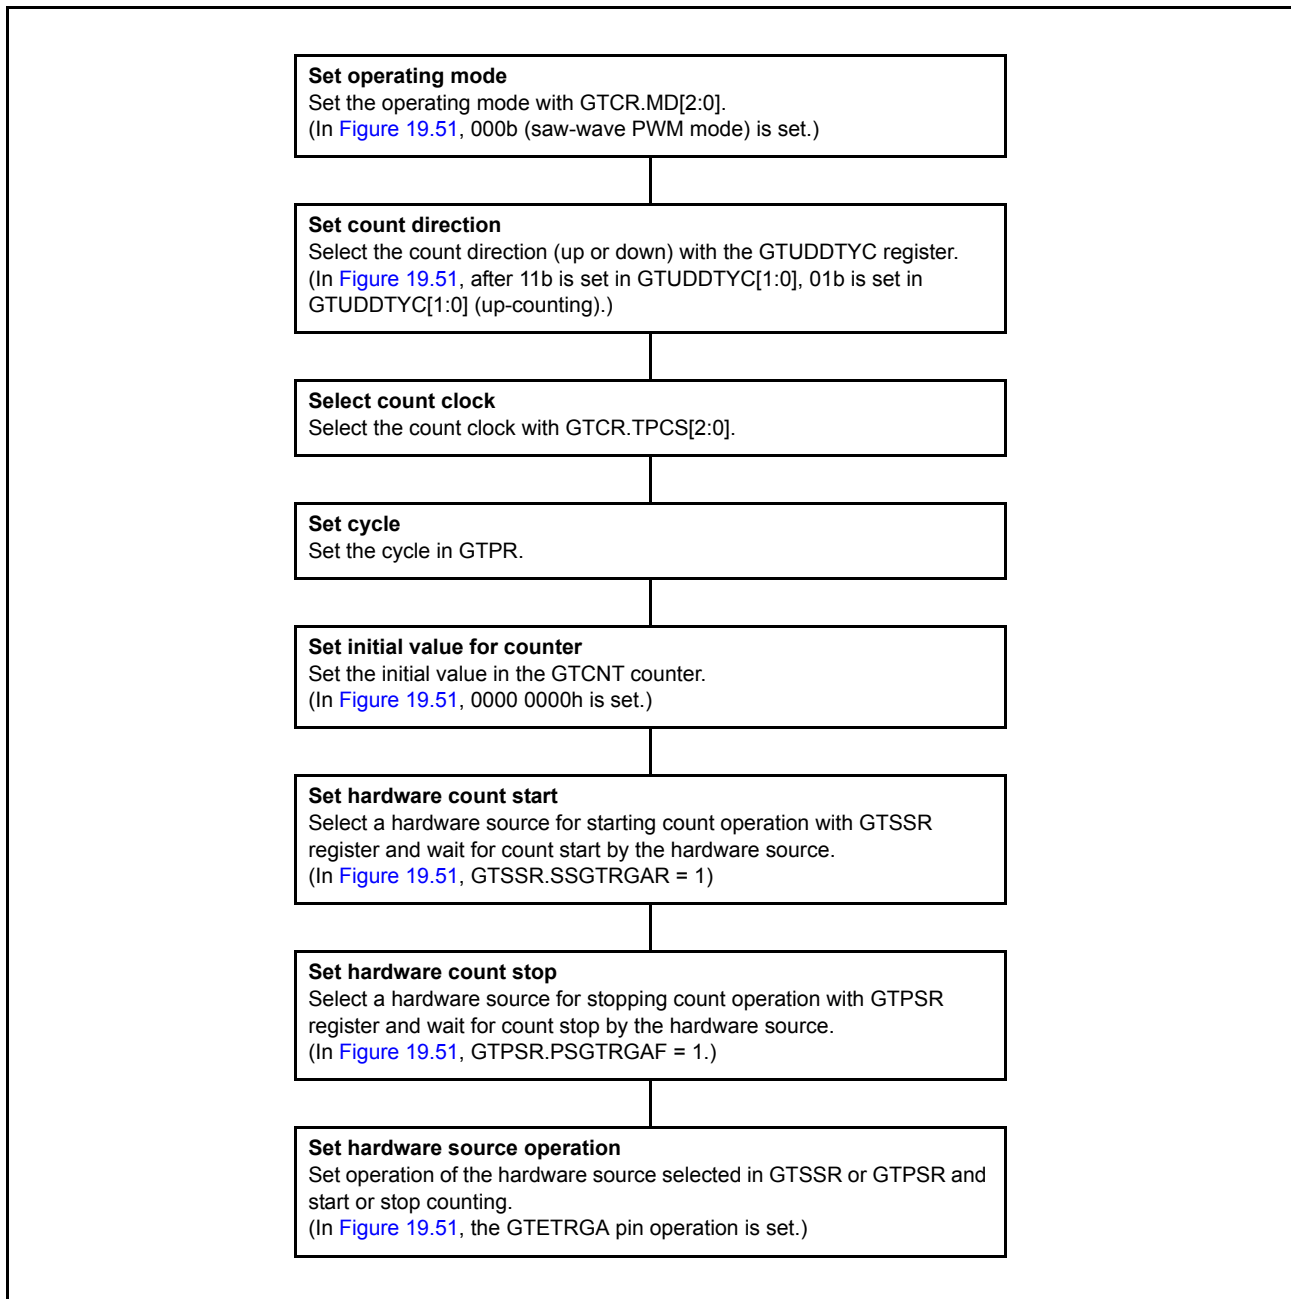 Set operating mode
Set the operating mode with GTCR.MD[2:0].
(In Figure 19.51, 000b (saw-wave PWM mode) is set.)
Set count direction
Select the count direction (up or down) with the GTUDDTYC register.
(In Figure 19.51, after 11b is set in GTUDDTYC[1:0], 01b is set in
GTUDDTYC[1:0] (up-counting).)
Select count clock
Select the count clock with GTCR.TPCS[2:0].
Set cycle
Set the cycle in GTPR.
Set initial value for counter
Set the initial value in the GTCNT counter.
(In Figure 19.51, 0000 0000h is set.)
Set hardware count start
Select a hardware source for starting count operation with GTSSR
register and wait for count start by the hardware source.
(In Figure 19.51, GTSSR.SSGTRGAR = 1)
Set hardware count stop
Select a hardware source for stopping count operation with GTPSR
register and wait for count stop by the hardware source.
(In Figure 19.51, GTPSR.PSGTRGAF = 1.)
Set hardware source operation
Set operation of the hardware source selected in GTSSR or GTPSR and
start or stop counting.
(In Figure 19.51, the GTETRGA pin operation is set.)